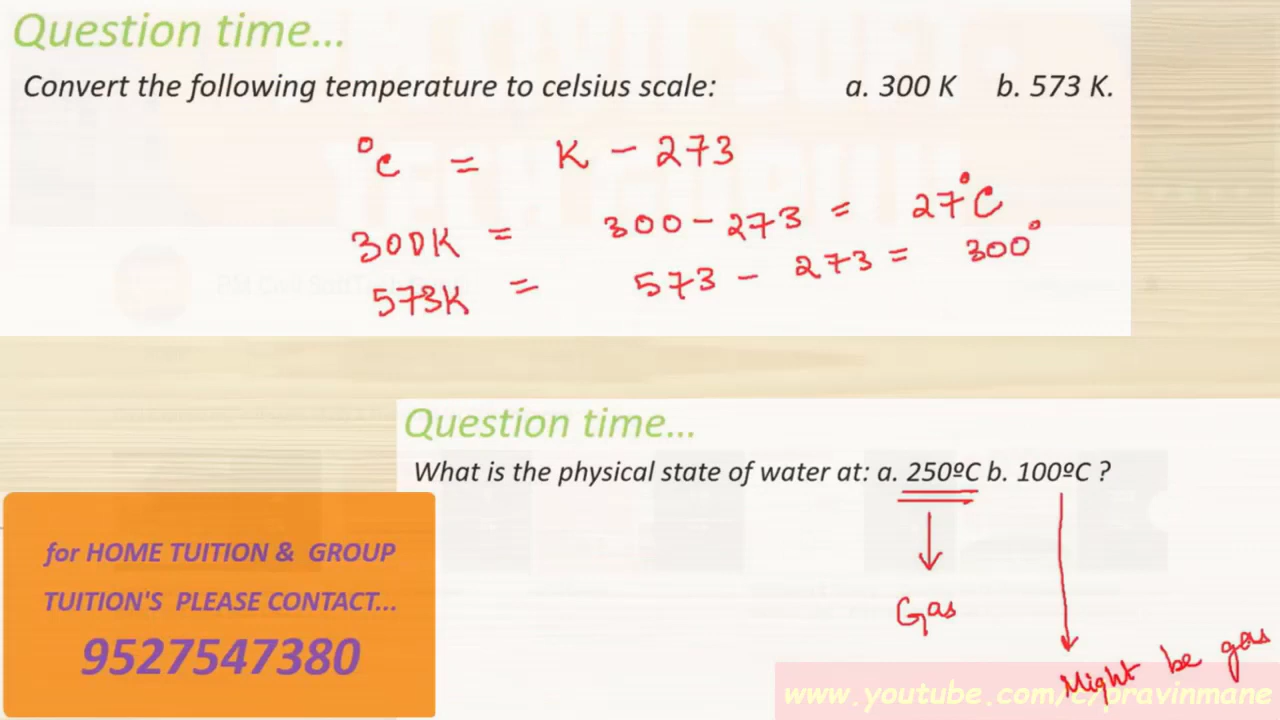 Question time...
Convert the following temperature to celsius scale: a. 300 K b. 573 K.
°C = K - 273
300K = 300 - 273 = 27°C
573K = 573 - 273 = 300°
Question time...
What is the physical state of water at: a. 250ºC b. 100ºC ?
Gas
Might be gas
for HOME TUITION & GROUP
TUITION'S PLEASE CONTACT...
9527547380
www.youtube.com/c/pravinmane